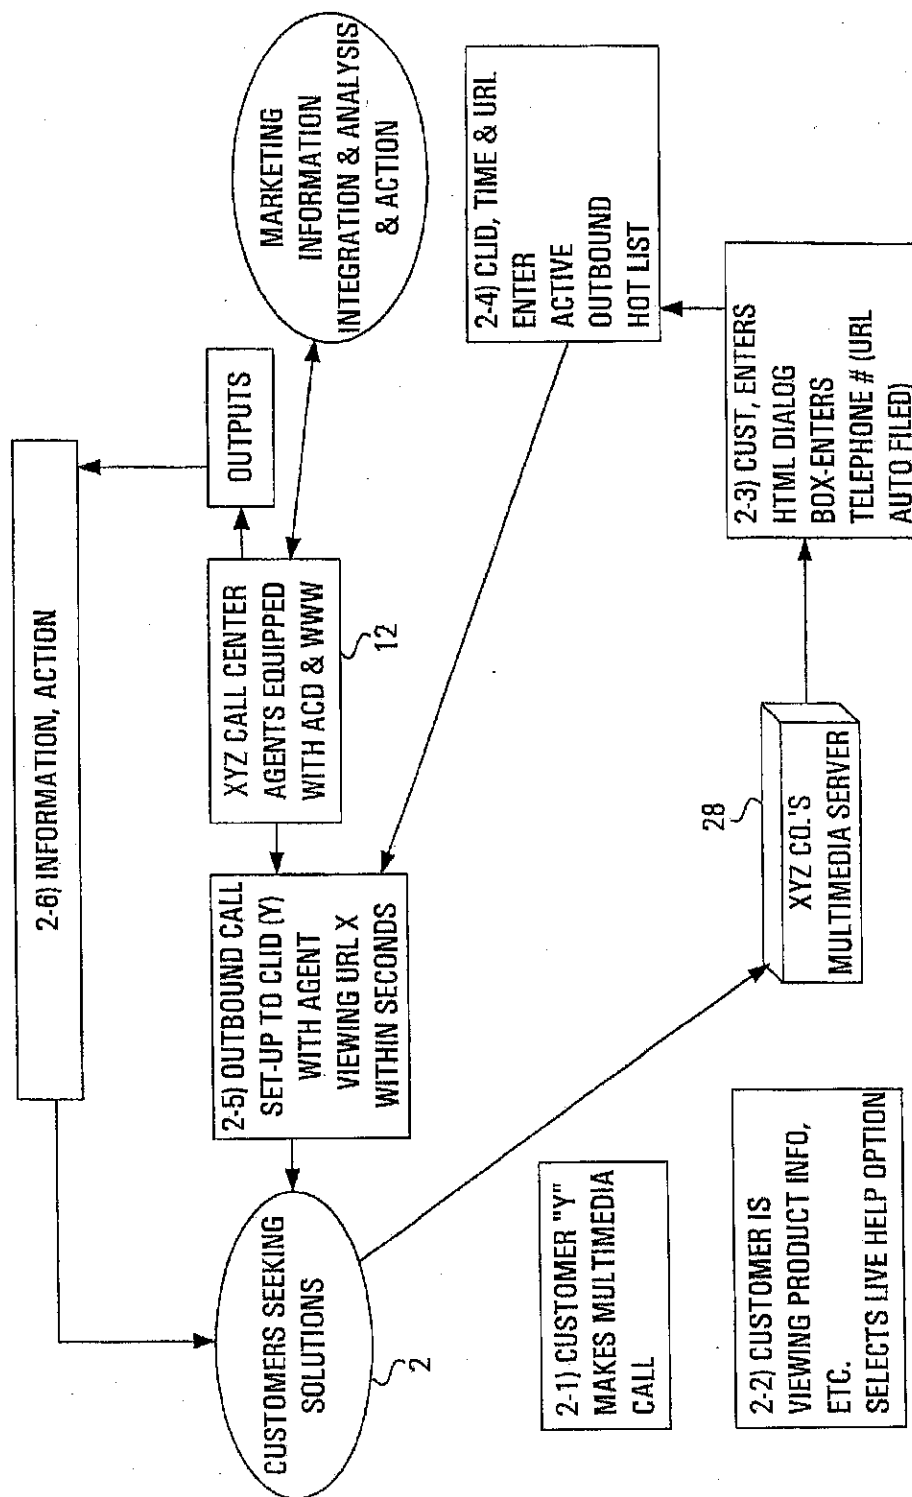 2-6) INFORMATION, ACTION
CUSTOMERS SEEKING
SOLUTIONS
2
2-5) OUTBOUND CALL
SET-UP TO CLID (Y)
WITH AGENT
VIEWING URL X
WITHIN SECONDS
XYZ CALL CENTER
AGENTS EQUIPPED
WITH ACD & WWW
12
OUTPUTS
MARKETING
INFORMATION
INTEGRATION & ANALYSIS
& ACTION
2-1) CUSTOMER "Y"
MAKES MULTIMEDIA
CALL
2-2) CUSTOMER IS
VIEWING PRODUCT INFO,
ETC.
SELECTS LIVE HELP OPTION
28
XYZ CO.'S
MULTIMEDIA SERVER
2-3) CUST, ENTERS
HTML DIALOG
BOX-ENTERS
TELEPHONE # (URL
AUTO FILED)
2-4) CLID, TIME & URL
ENTER
ACTIVE
OUTBOUND
HOT LIST